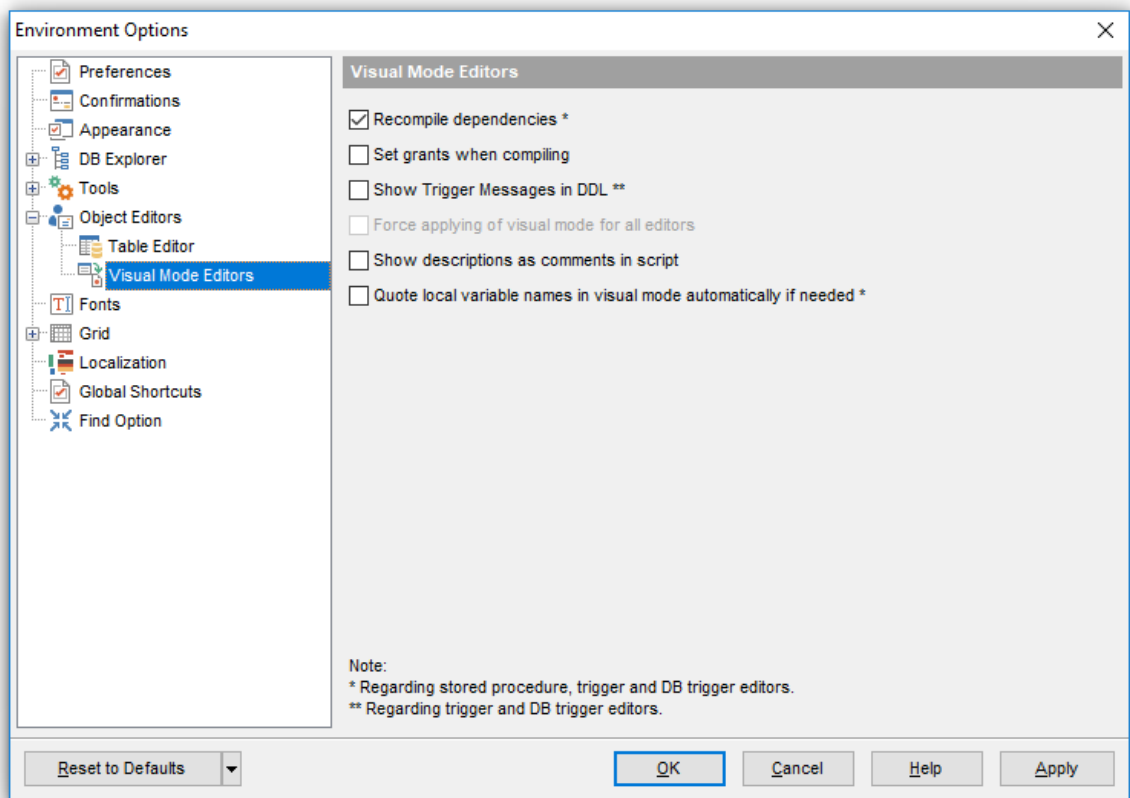 Environment Options
Preferences
Confirmations
Appearance
DB Explorer
Tools
Object Editors
Table Editor
Visual Mode Editors
Fonts
Grid
Localization
Global Shortcuts
Find Option
Visual Mode Editors
Recompile dependencies *
Set grants when compiling
Show Trigger Messages in DDL **
Force applying of visual mode for all editors
Show descriptions as comments in script
Quote local variable names in visual mode automatically if needed *
Note:
* Regarding stored procedure, trigger and DB trigger editors.
** Regarding trigger and DB trigger editors.
Reset to Defaults
OK
Cancel
Help
Apply